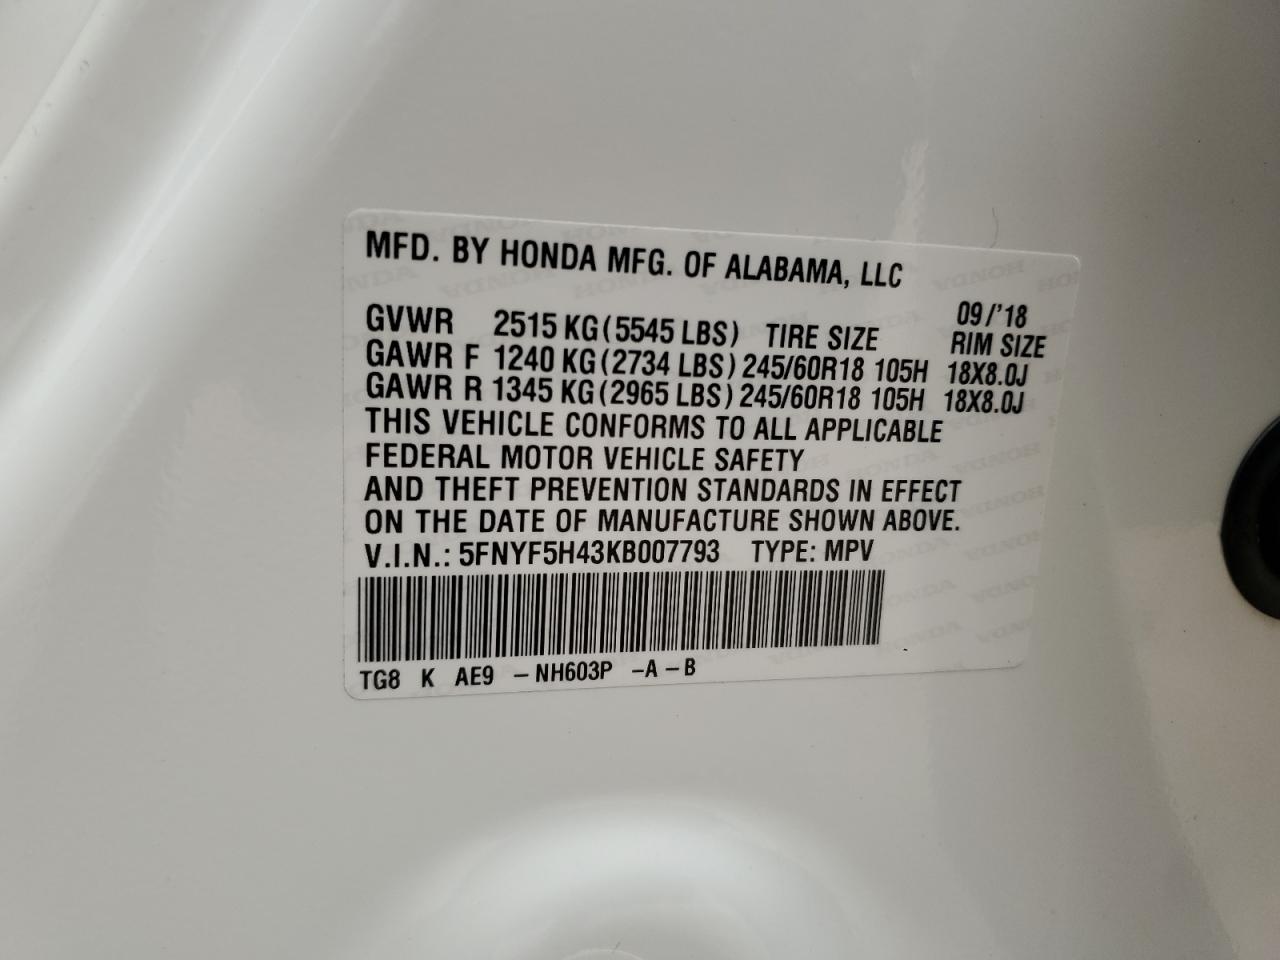 MFD. BY HONDA MFG. OF ALABAMA, LLC
09/'18
GVWR 2515 KG (5545 LBS) TIRE SIZE RIM SIZE
GAWR F 1240 KG (2734 LBS) 245/60R18 105H 18X8.0J
GAWR R 1345 KG (2965 LBS) 245/60R18 105H 18X8.0J
THIS VEHICLE CONFORMS TO ALL APPLICABLE
FEDERAL MOTOR VEHICLE SAFETY
AND THEFT PREVENTION STANDARDS IN EFFECT
ON THE DATE OF MANUFACTURE SHOWN ABOVE.
V.I.N.: 5FNYF5H43KB007793 TYPE: MPV
TG8 K AE9 – NH603P –A – B